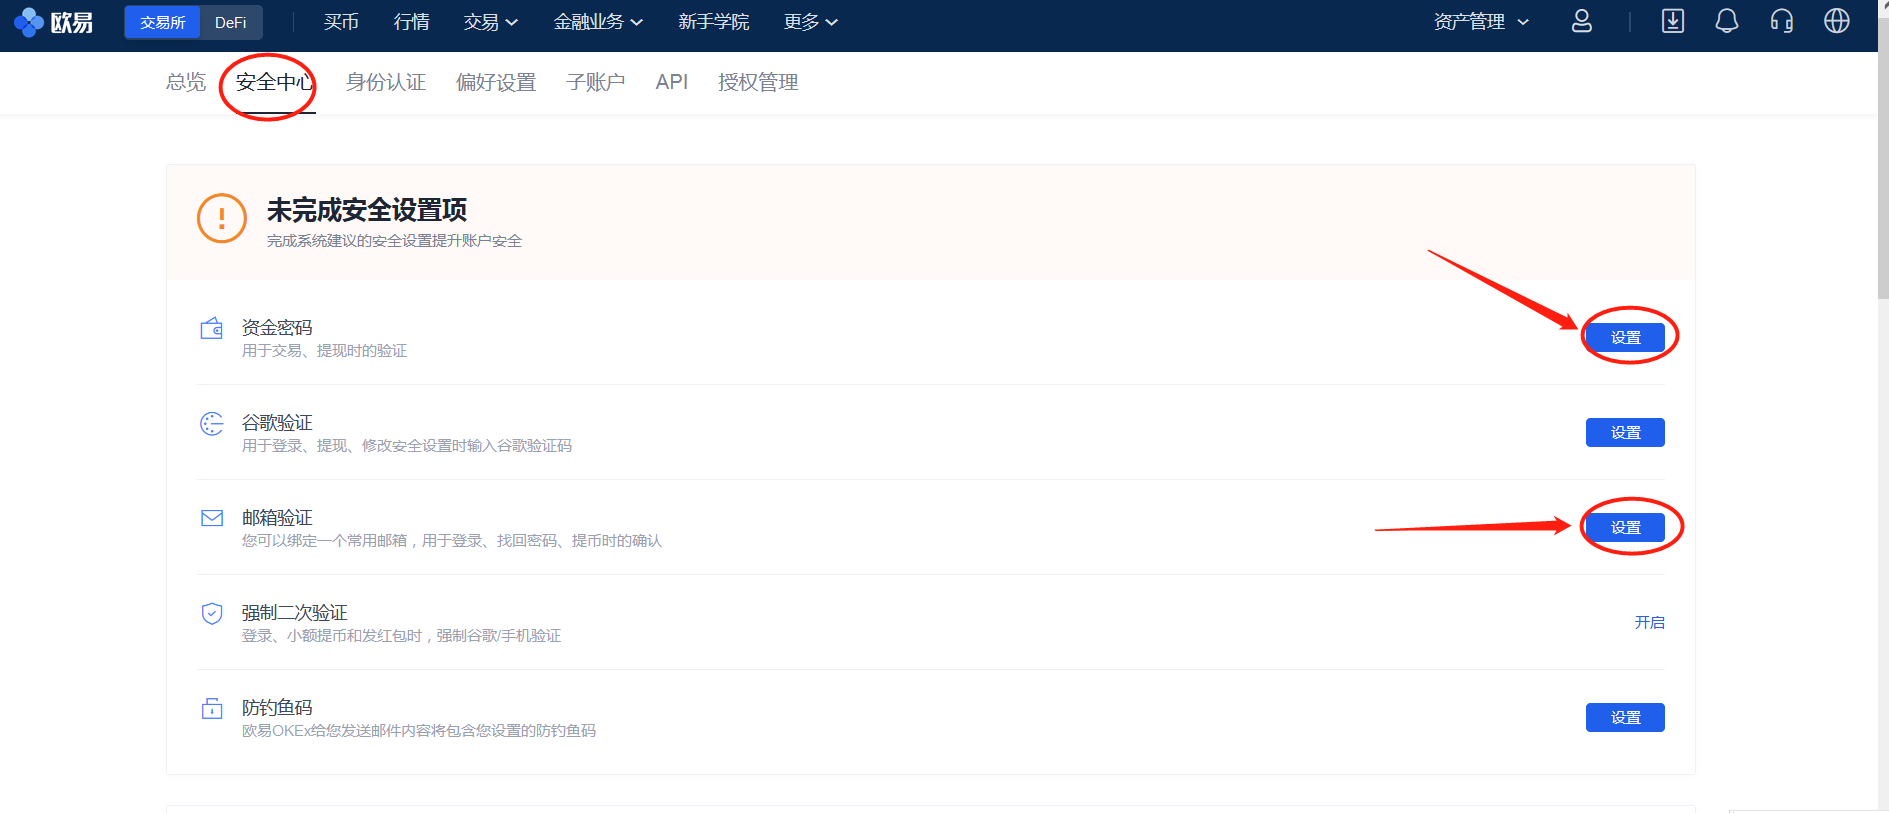 欧易 交易所 DeFi 买币 行情 交易 金融业务 新手学院 更多 资产管理
总览 安全中心 身份认证 偏好设置 子账户 API 授权管理
未完成安全设置项
完成系统建议的安全设置提升账户安全
资金密码
用于交易、提现时的验证
设置
谷歌验证
用于登录、提现、修改安全设置时输入谷歌验证码
设置
邮箱验证
您可以绑定一个常用邮箱，用于登录、找回密码、提币时的确认
设置
强制二次验证
登录、小额提币和发红包时，强制谷歌/手机验证
开启
防钓鱼码
欧易OKEx给您发送邮件内容将包含您设置的防钓鱼码
设置